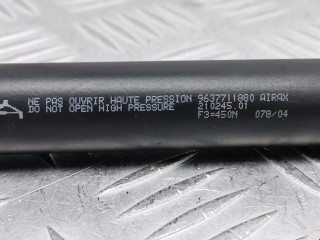 NE PAS OUVRIR HAUTE PRESSION 9637711880 AIRAX
DO NOT OPEN HIGH PRESSURE 210245.01
F3=450N 078/04